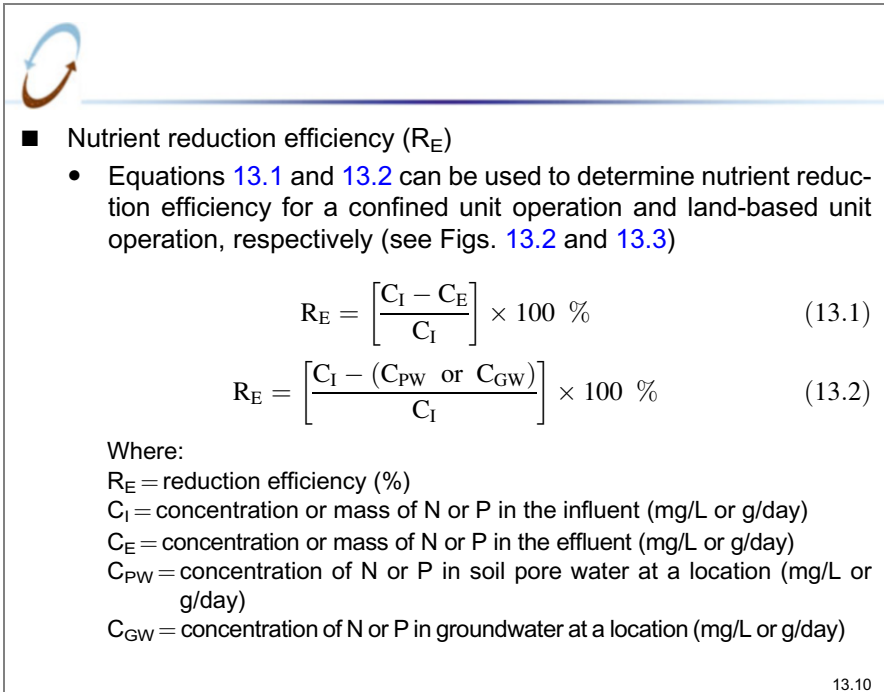 ■ Nutrient reduction efficiency (R_E)
• Equations 13.1 and 13.2 can be used to determine nutrient reduc-
tion efficiency for a confined unit operation and land-based unit
operation, respectively (see Figs. 13.2 and 13.3)
R_E = [(C_I − C_E) / C_I] × 100 % (13.1)
R_E = [(C_I − (C_PW or C_GW)) / C_I] × 100 % (13.2)
Where:
R_E = reduction efficiency (%)
C_I = concentration or mass of N or P in the influent (mg/L or g/day)
C_E = concentration or mass of N or P in the effluent (mg/L or g/day)
C_PW = concentration of N or P in soil pore water at a location (mg/L or
g/day)
C_GW = concentration of N or P in groundwater at a location (mg/L or g/day)
13.10